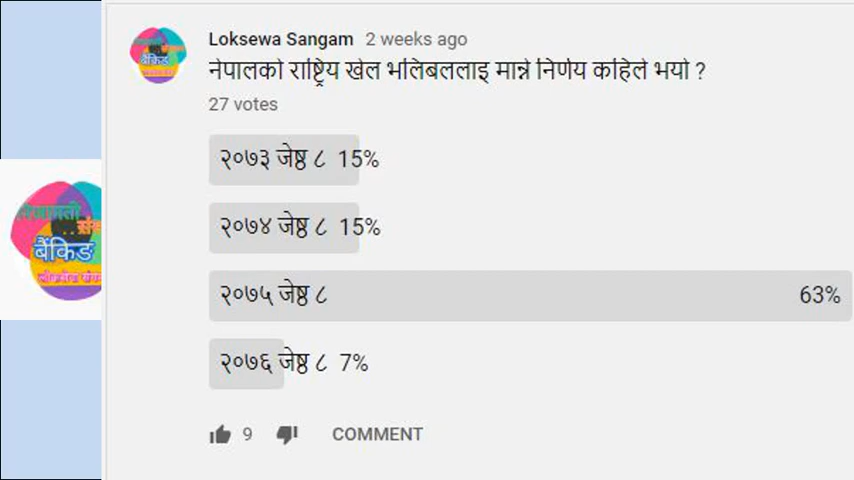 Loksewa Sangam 2 weeks ago
नेपालको राष्ट्रिय खेल भलिबललाइ मान्ने निर्णय कहिले भयो ?
27 votes
२०७३ जेष्ठ ८ 15%
२०७४ जेष्ठ ८ 15%
२०७५ जेष्ठ ८ 63%
२०७६ जेष्ठ ८ 7%
9 COMMENT
बैंकिङ